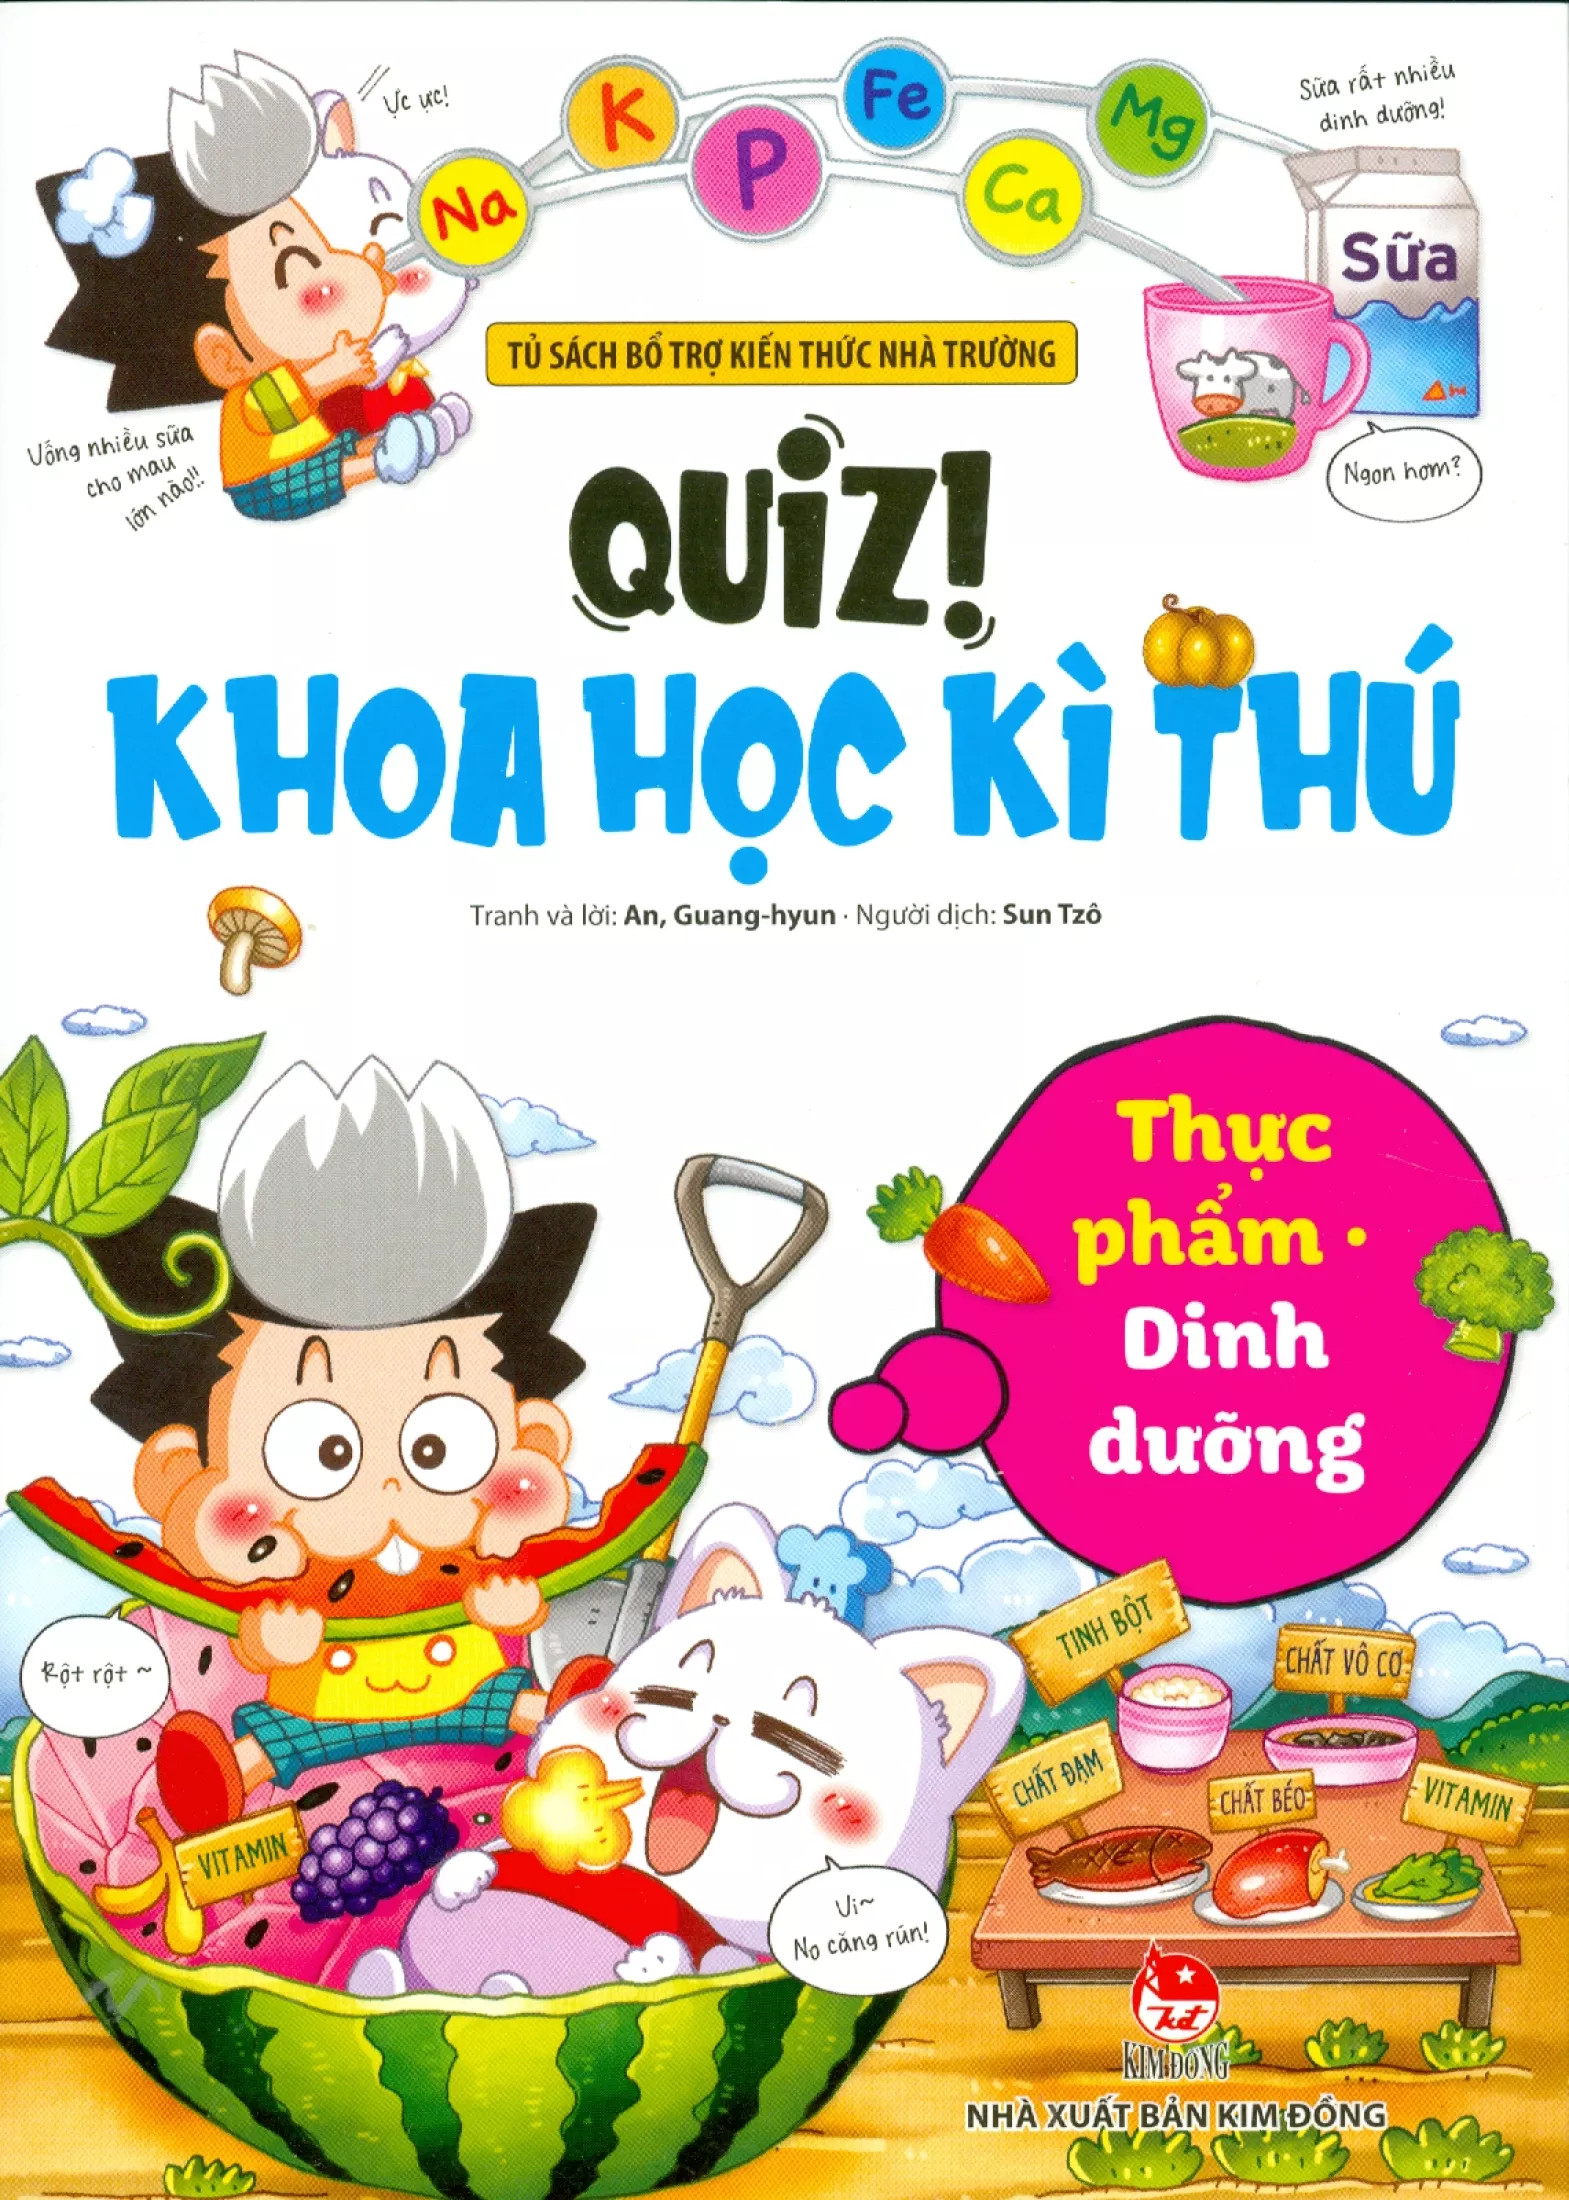 Ực ực!
Na
K
P
Fe
Ca
Mg
Sữa rất nhiều
dinh dưỡng!
Sữa
TỦ SÁCH BỔ TRỢ KIẾN THỨC NHÀ TRƯỜNG
Uống nhiều sữa
cho mau
lớn nào!!
Ngon hơm?
QUiZ!
KHOA HỌC KÌ THÚ
Tranh và lời: An, Guang-hyun · Người dịch: Sun Tzô
Thực
phẩm ·
Dinh
dưỡng
Rột rột ~
TINH BỘT
CHẤT VÔ CƠ
CHẤT ĐẠM
CHẤT BÉO
VITAMIN
VITAMIN
Ui~
No căng rún!
kđ
KIM ĐỒNG
NHÀ XUẤT BẢN KIM ĐỒNG